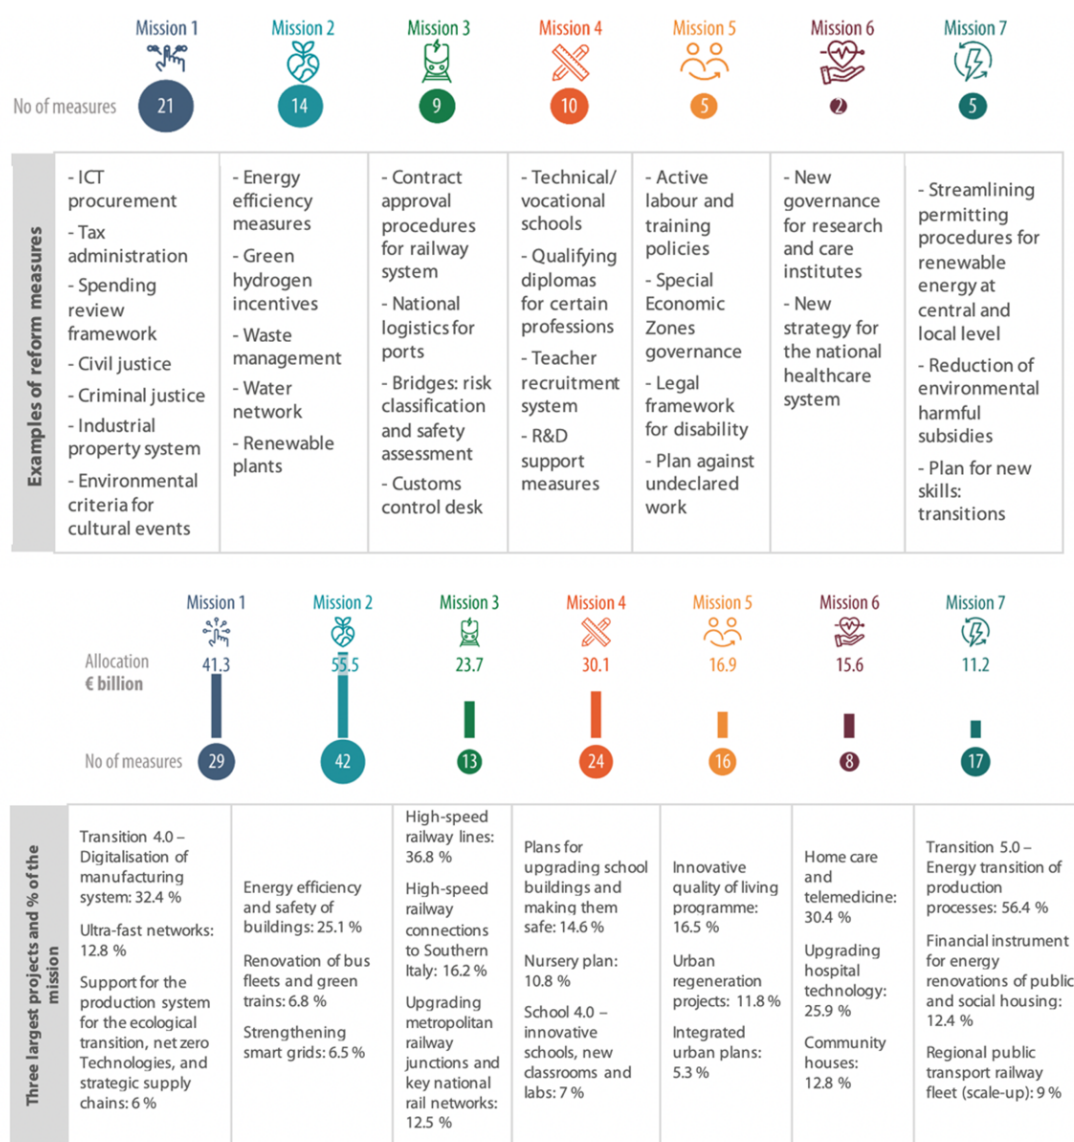 Mission 1 Mission 2 Mission 3 Mission 4 Mission 5 Mission 6 Mission 7
No of measures 21 14 9 10 5 2 5
Examples of reform measures
- ICT
procurement
- Tax
administration
- Spending
review
framework
- Civil justice
- Criminal justice
- Industrial
property system
- Environmental
criteria for
cultural events
- Energy
efficiency
measures
- Green
hydrogen
incentives
- Waste
management
- Water
network
- Renewable
plants
- Contract
approval
procedures
for railway
system
- National
logistics for
ports
- Bridges: risk
classification
and safety
assessment
- Customs
control desk
- Technical/
vocational
schools
- Qualifying
diplomas
for certain
professions
- Teacher
recruitment
system
- R&D
support
measures
- Active
labour and
training
policies
- Special
Economic
Zones
governance
- Legal
framework
for disability
- Plan against
undeclared
work
- New
governance
for research
and care
institutes
- New
strategy for
the national
healthcare
system
- Streamlining
permitting
procedures for
renewable
energy at
central and
local level
- Reduction of
environmental
harmful
subsidies
- Plan for new
skills:
transitions
Mission 1 Mission 2 Mission 3 Mission 4 Mission 5 Mission 6 Mission 7
Allocation
€ billion
41.3 55.5 23.7 30.1 16.9 15.6 11.2
No of measures 29 42 13 24 16 8 17
Three largest projects and % of the
mission
Transition 4.0 –
Digitalisation of
manufacturing
system: 32.4 %
Ultra-fast networks:
12.8 %
Support for the
production system
for the ecological
transition, net zero
Technologies, and
strategic supply
chains: 6 %
Energy efficiency
and safety of
buildings: 25.1 %
Renovation of bus
fleets and green
trains: 6.8 %
Strengthening
smart grids: 6.5 %
High-speed
railway lines:
36.8 %
High-speed
railway
connections
to Southern
Italy: 16.2 %
Upgrading
metropolitan
railway
junctions and
key national
rail networks:
12.5 %
Plans for
upgrading school
buildings and
making them
safe: 14.6 %
Nursery plan:
10.8 %
School 4.0 –
innovative
schools, new
classrooms and
labs: 7 %
Innovative
quality of living
programme:
16.5 %
Urban
regeneration
projects: 11.8 %
Integrated
urban plans:
5.3 %
Home care
and
telemedicine:
30.4 %
Upgrading
hospital
technology:
25.9 %
Community
houses:
12.8 %
Transition 5.0 –
Energy transition of
production
processes: 56.4 %
Financial instrument
for energy
renovations of public
and social housing:
12.4 %
Regional public
transport railway
fleet (scale-up): 9 %